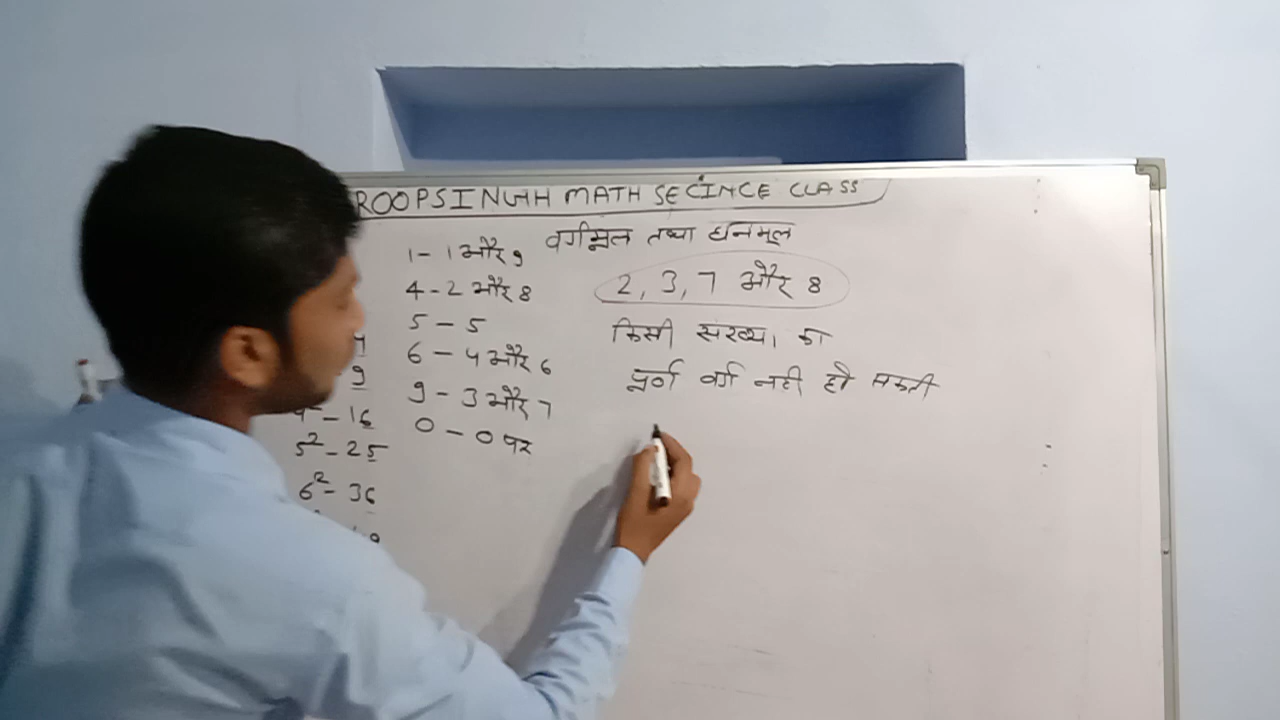 ROOPSINGH MATH SECINCE CLASS
वर्गमूल तथा घनमूल
1 - 1 और 9
4 - 2 और 8
5 - 5
6 - 4 और 6
9 - 3 और 7
0 - 0 पर
2, 3, 7 और 8
किसी संख्या का
पूर्ण वर्ग नही हो सकती
4
9
4² - 16
5² - 25
6² - 36
9